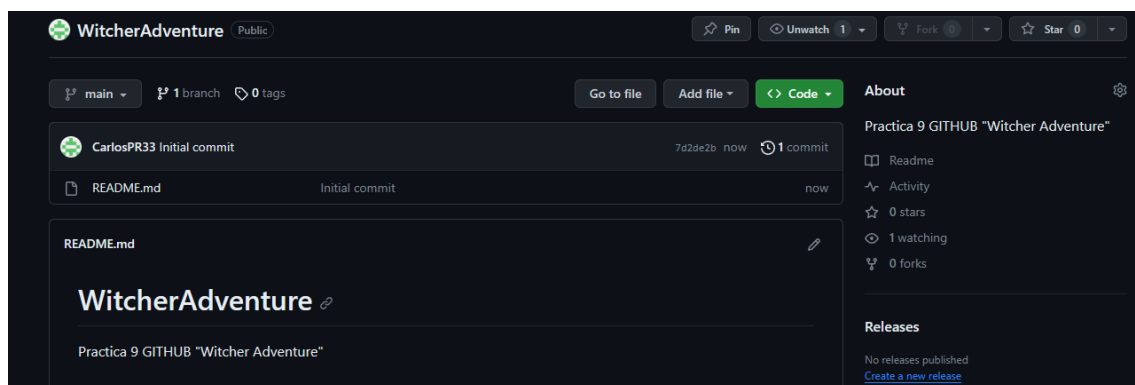 WitcherAdventure Public
Pin
Unwatch 1
Fork 0
Star 0
main
1 branch
0 tags
Go to file
Add file
<> Code
CarlosPR33 Initial commit
7d2de2b now
1 commit
README.md
Initial commit
now
README.md
WitcherAdventure
Practica 9 GITHUB "Witcher Adventure"
About
Practica 9 GITHUB "Witcher Adventure"
Readme
Activity
0 stars
1 watching
0 forks
Releases
No releases published
Create a new release